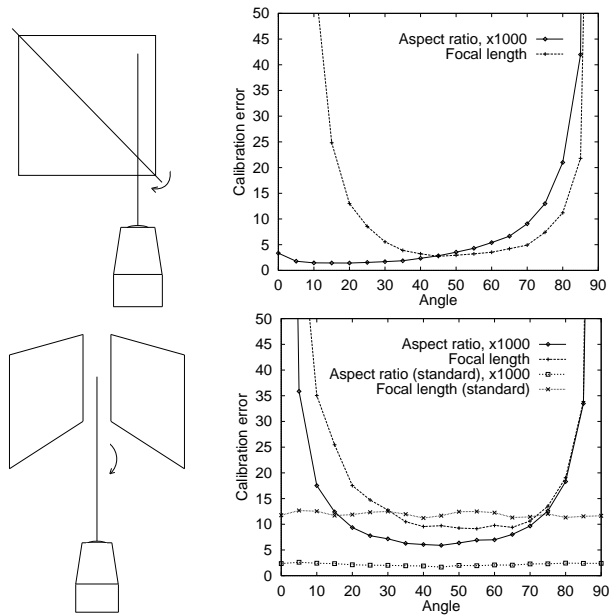 50
45
40
35
30
25
20
15
10
5
0
Calibration error
Aspect ratio, x1000
Focal length
0 10 20 30 40 50 60 70 80 90
Angle
50
45
40
35
30
25
20
15
10
5
0
Calibration error
Aspect ratio, x1000
Focal length
Aspect ratio (standard), x1000
Focal length (standard)
0 10 20 30 40 50 60 70 80 90
Angle